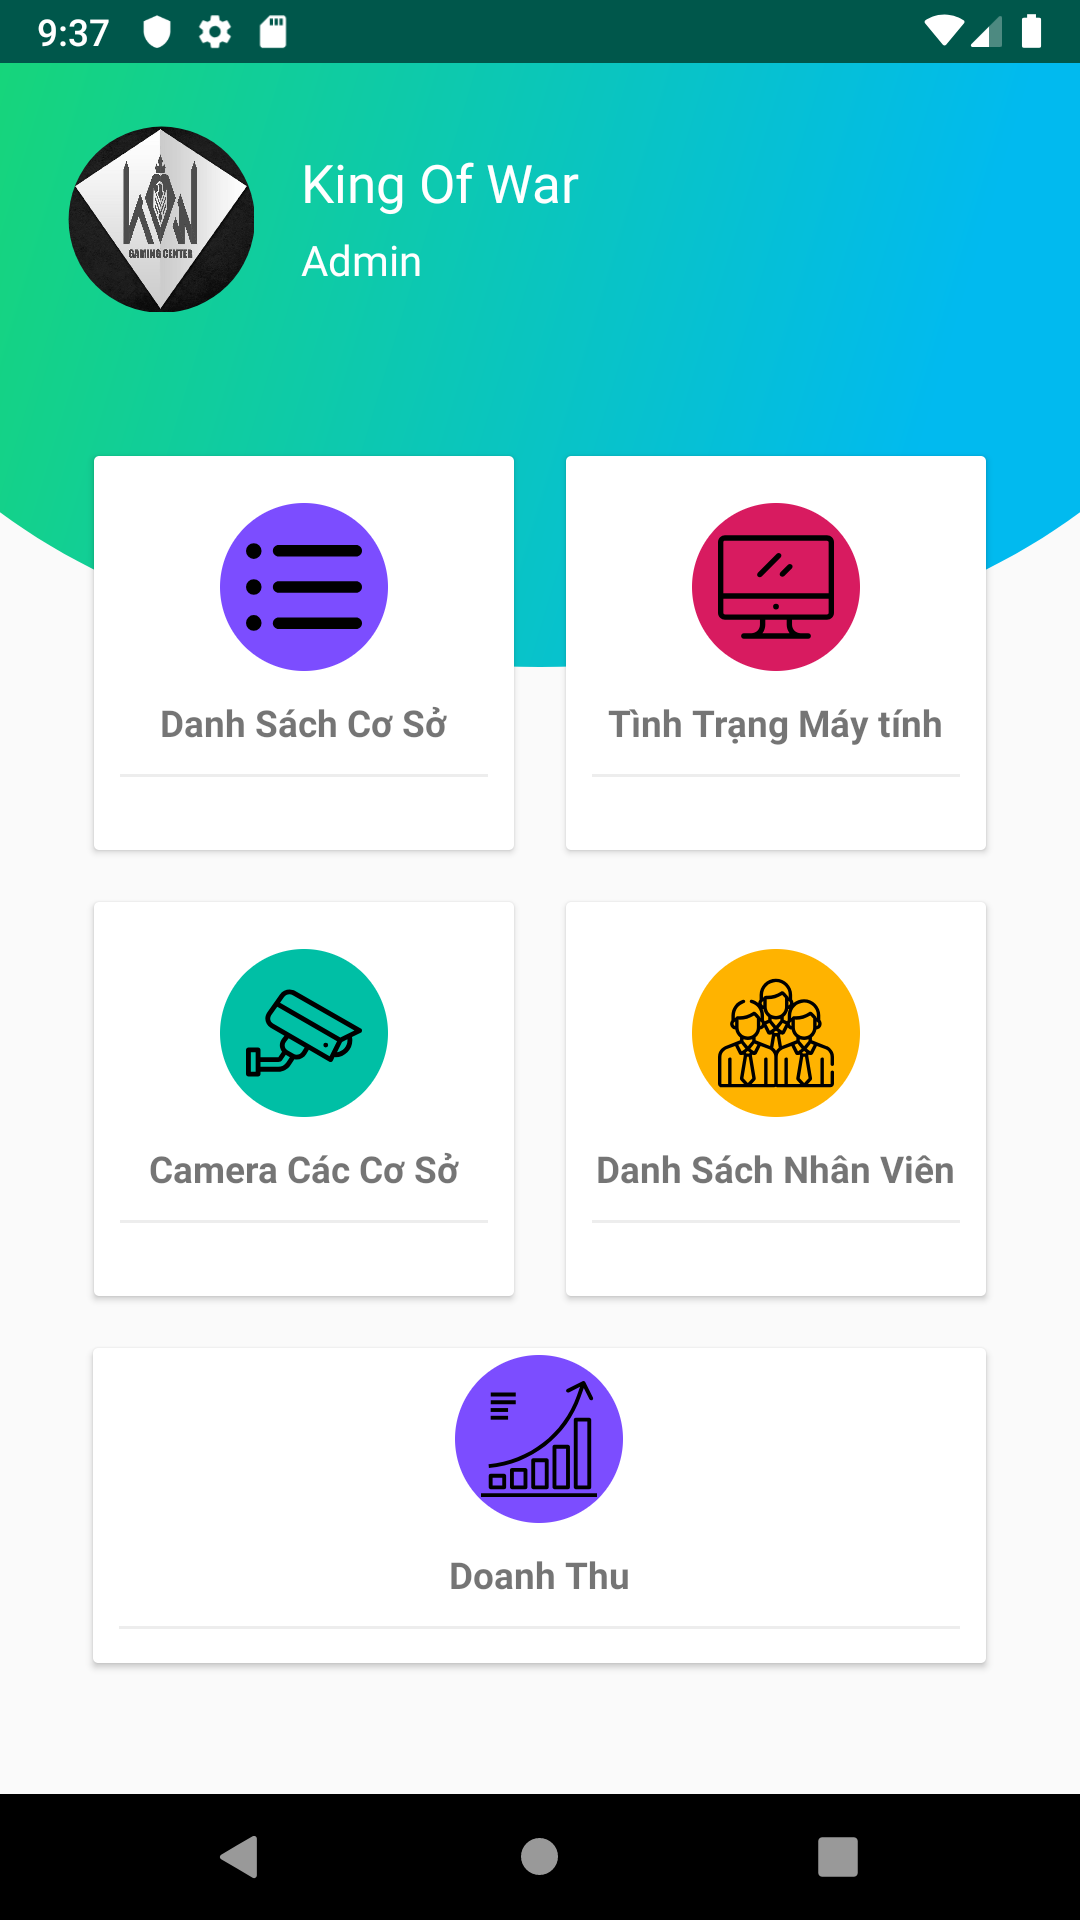 9:37
King Of War
Admin
GAMING CENTER
Danh Sách Cơ Sở
Tình Trạng Máy tính
Camera Các Cơ Sở
Danh Sách Nhân Viên
Doanh Thu